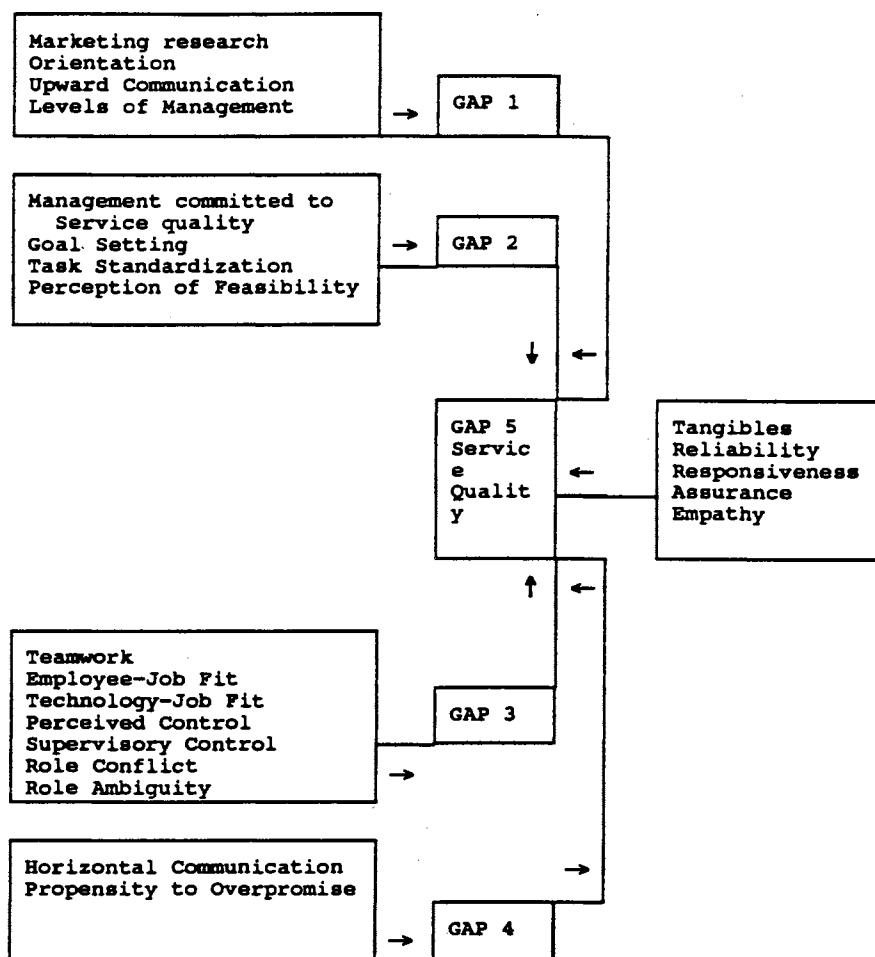 Marketing research
Orientation
Upward Communication
Levels of Management
GAP 1
Management committed to
Service quality
Goal Setting
Task Standardization
Perception of Feasibility
GAP 2
GAP 5
Servic
e
Qualit
y
Tangibles
Reliability
Responsiveness
Assurance
Empathy
Teamwork
Employee-Job Fit
Technology-Job Fit
Perceived Control
Supervisory Control
Role Conflict
Role Ambiguity
GAP 3
Horizontal Communication
Propensity to Overpromise
GAP 4